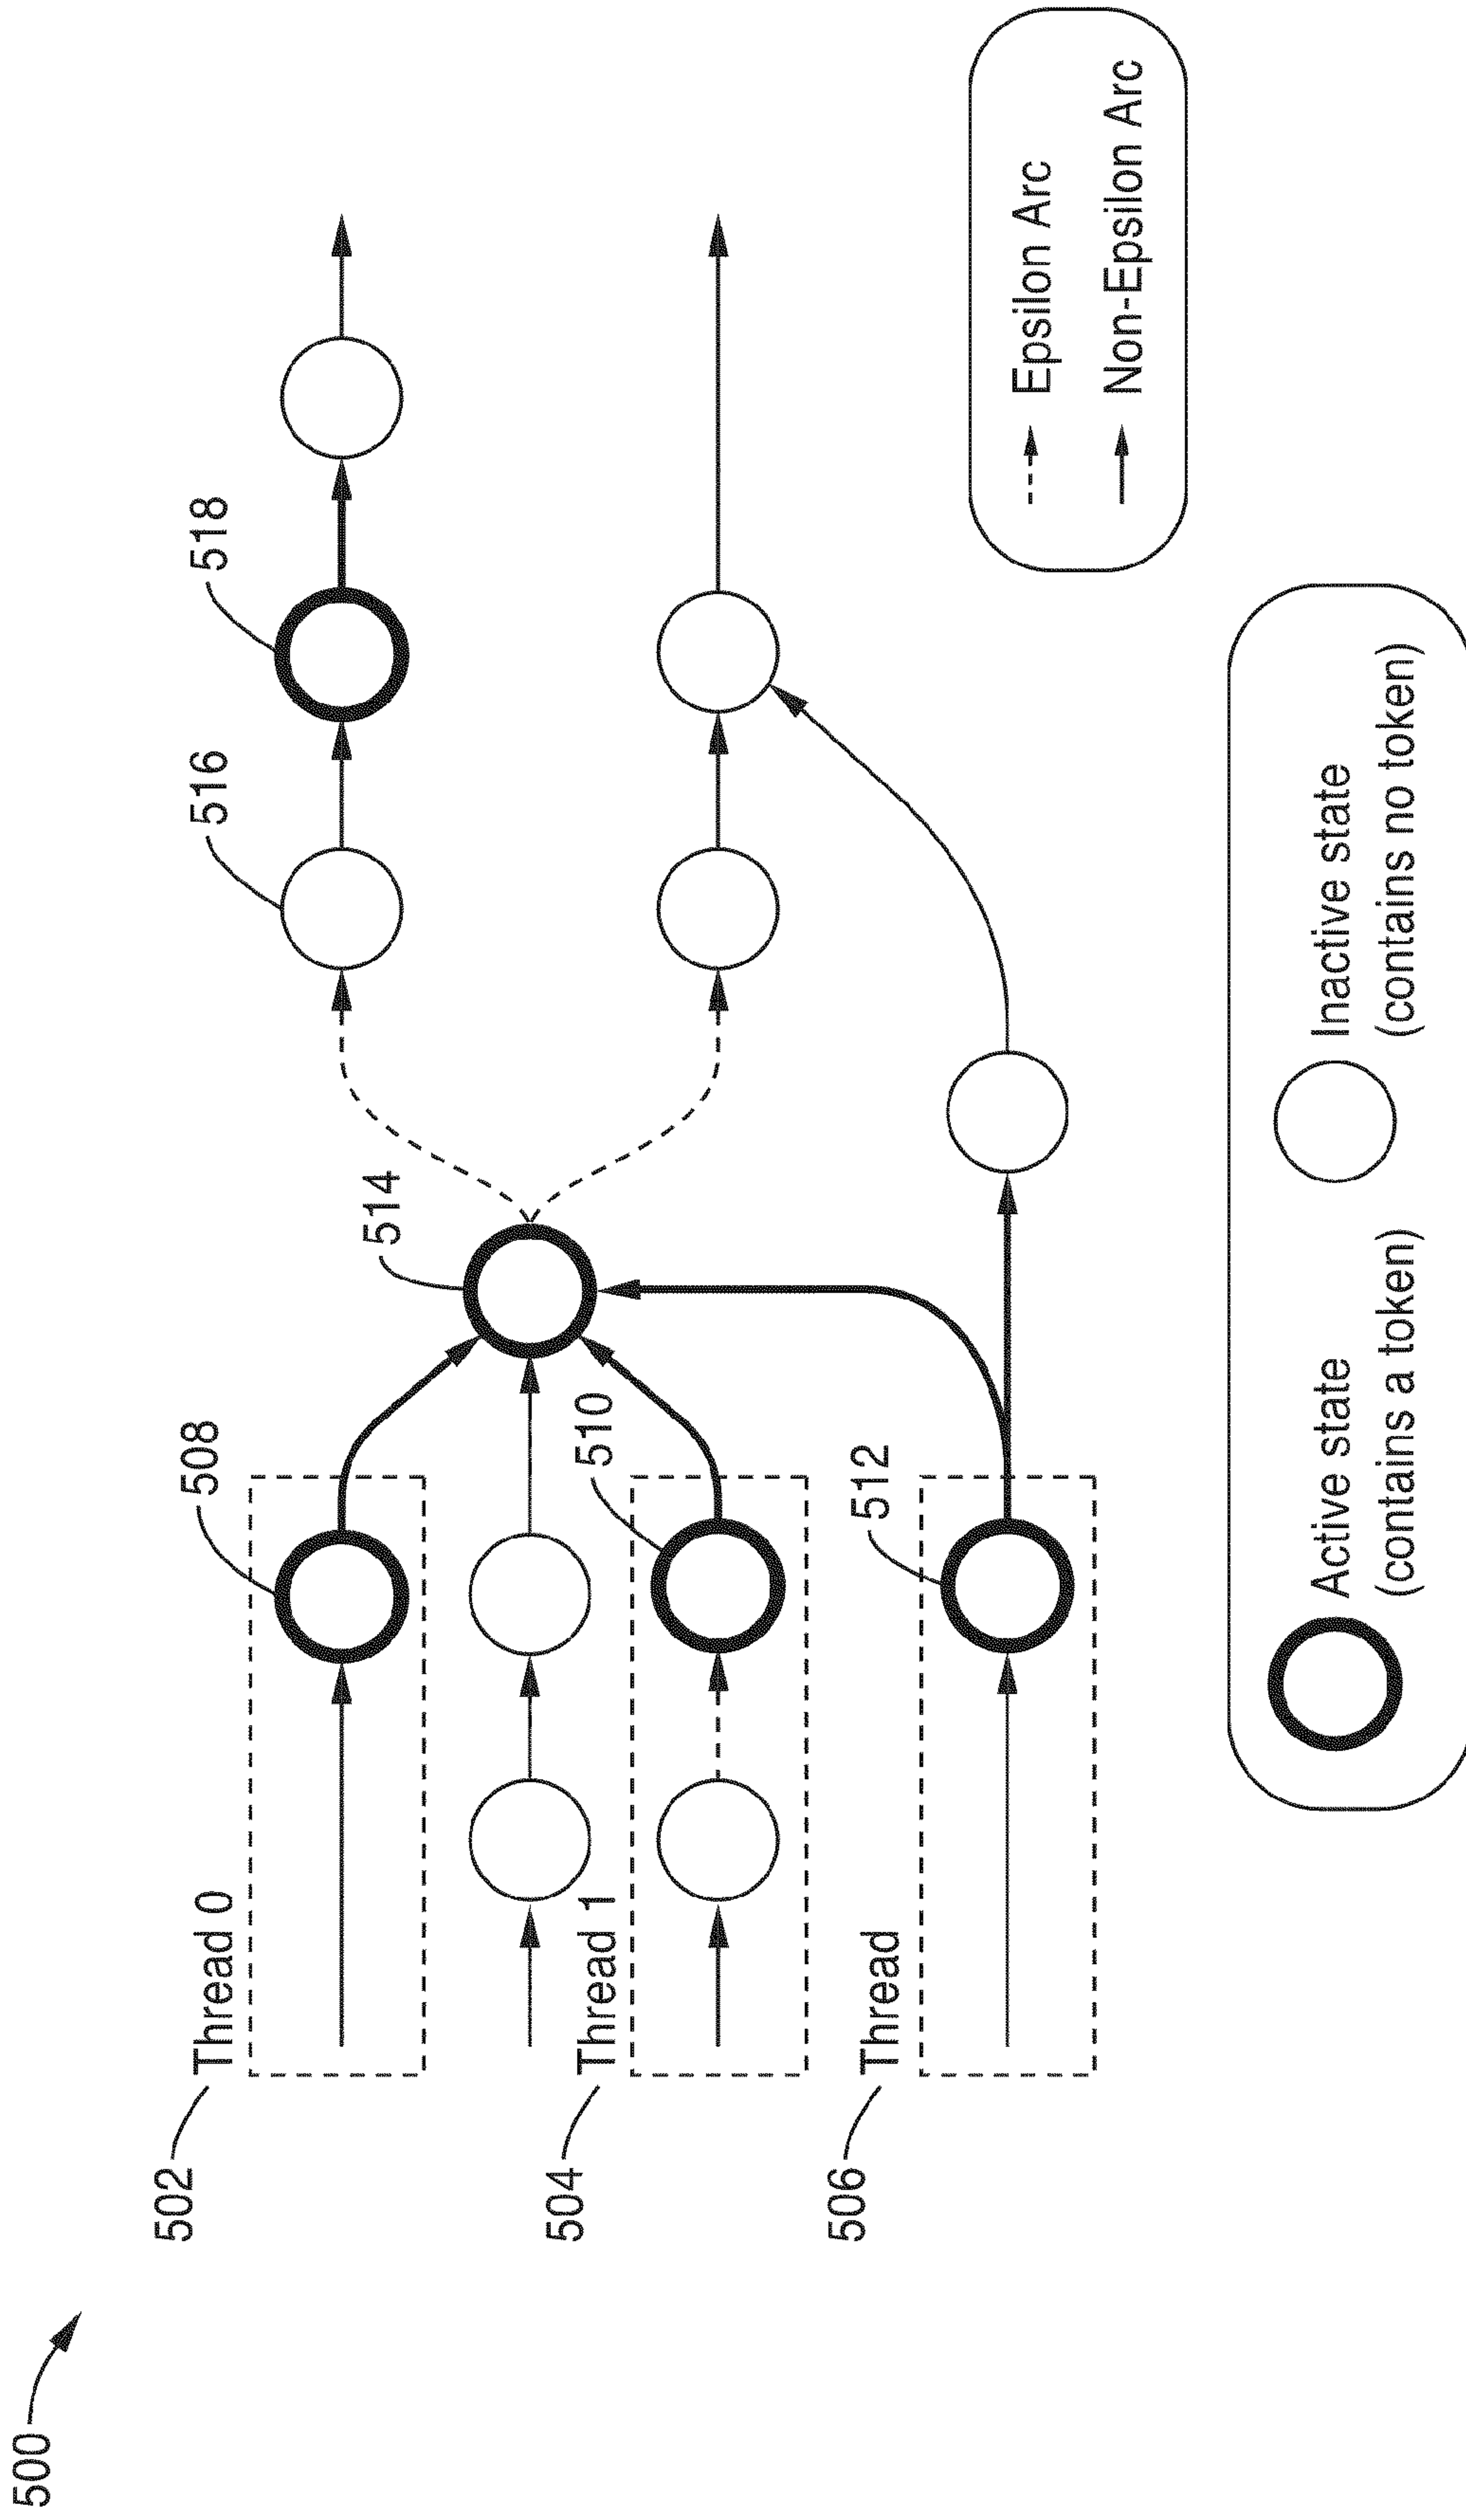 500
502
Thread 0
508
504
Thread 1
510
506
Thread
512
514
516
518
Epsilon Arc
Non-Epsilon Arc
Active state
(contains a token)
Inactive state
(contains no token)